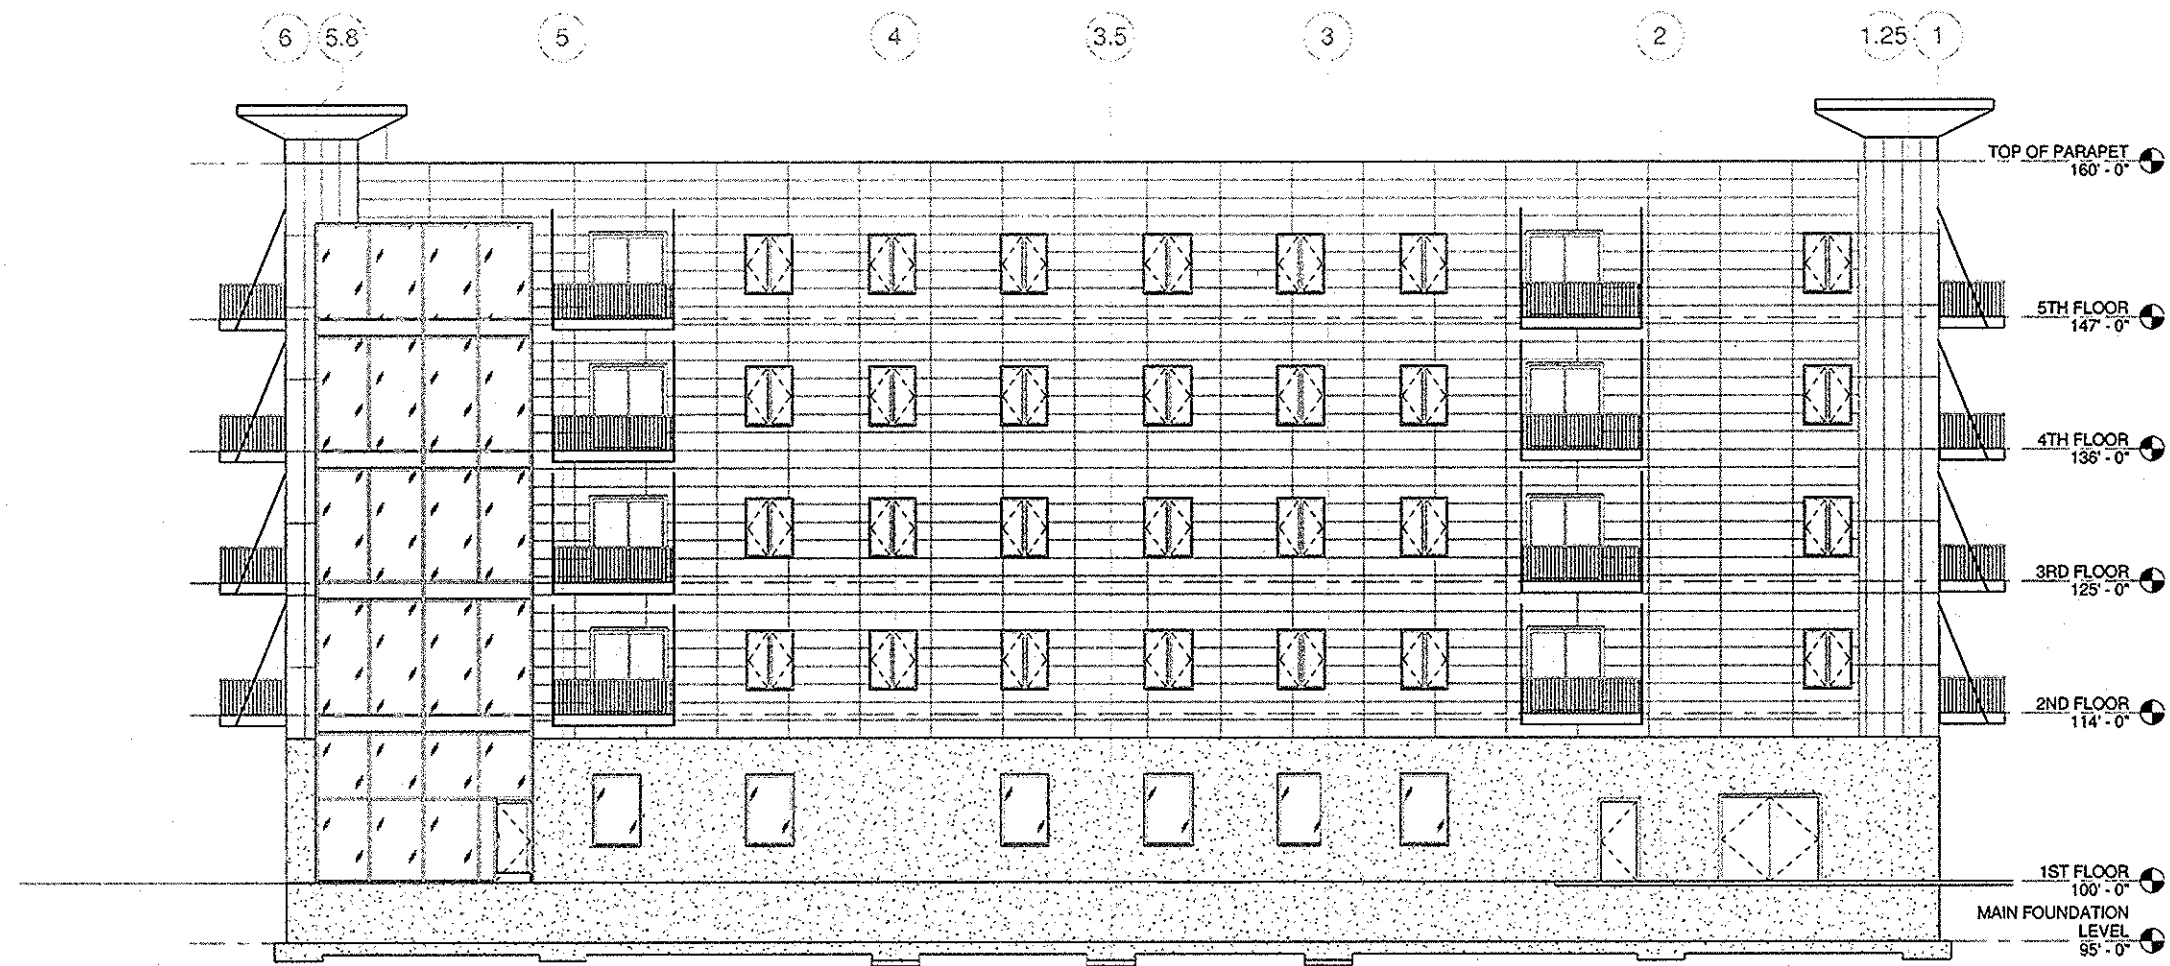 6 5.8 5 4 3.5 3 2 1.25 1
TOP OF PARAPET
160' - 0"
5TH FLOOR
147' - 0"
4TH FLOOR
136' - 0"
3RD FLOOR
125' - 0"
2ND FLOOR
114' - 0"
1ST FLOOR
100' - 0"
MAIN FOUNDATION
LEVEL
95' - 0"